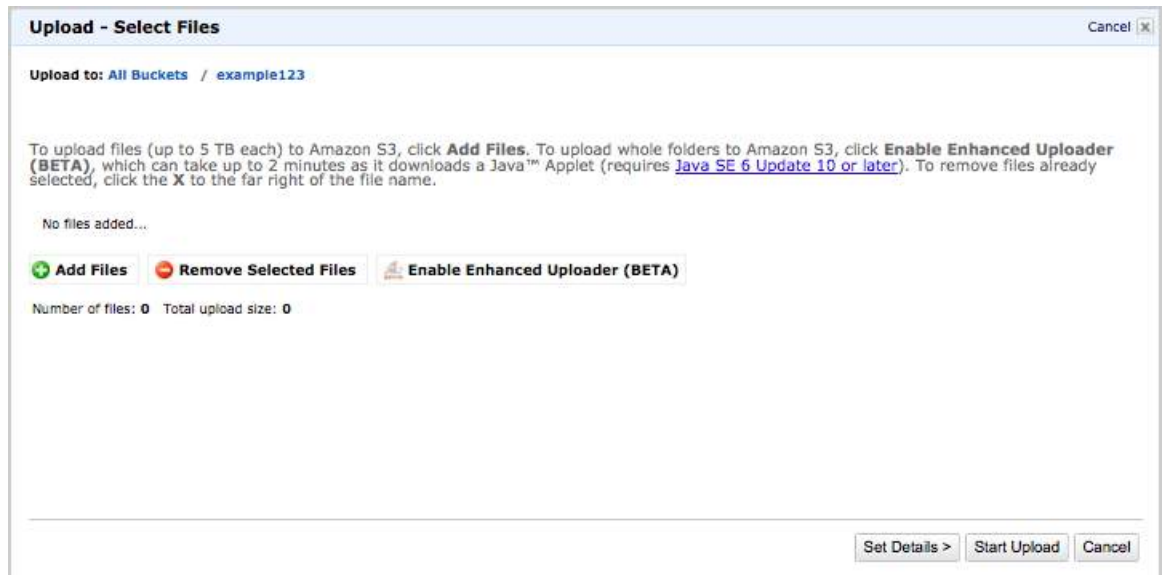 Upload - Select Files Cancel
Upload to: All Buckets / example123
To upload files (up to 5 TB each) to Amazon S3, click Add Files. To upload whole folders to Amazon S3, click Enable Enhanced Uploader
(BETA), which can take up to 2 minutes as it downloads a Java™ Applet (requires Java SE 6 Update 10 or later). To remove files already
selected, click the X to the far right of the file name.
No files added...
Add Files Remove Selected Files Enable Enhanced Uploader (BETA)
Number of files: 0 Total upload size: 0
Set Details > Start Upload Cancel